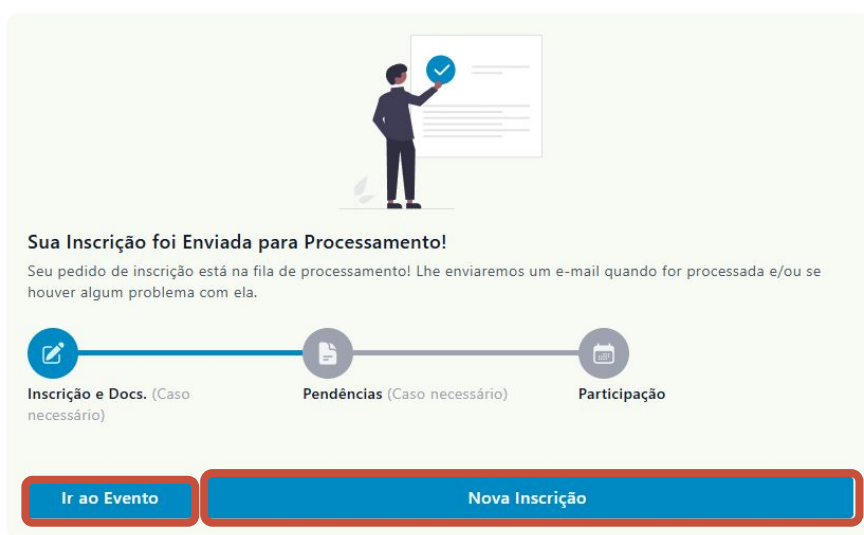 Sua Inscrição foi Enviada para Processamento!
Seu pedido de inscrição está na fila de processamento! Lhe enviaremos um e-mail quando for processada e/ou se
houver algum problema com ela.
Inscrição e Docs. (Caso
necessário)
Pendências (Caso necessário)
Participação
Ir ao Evento
Nova Inscrição